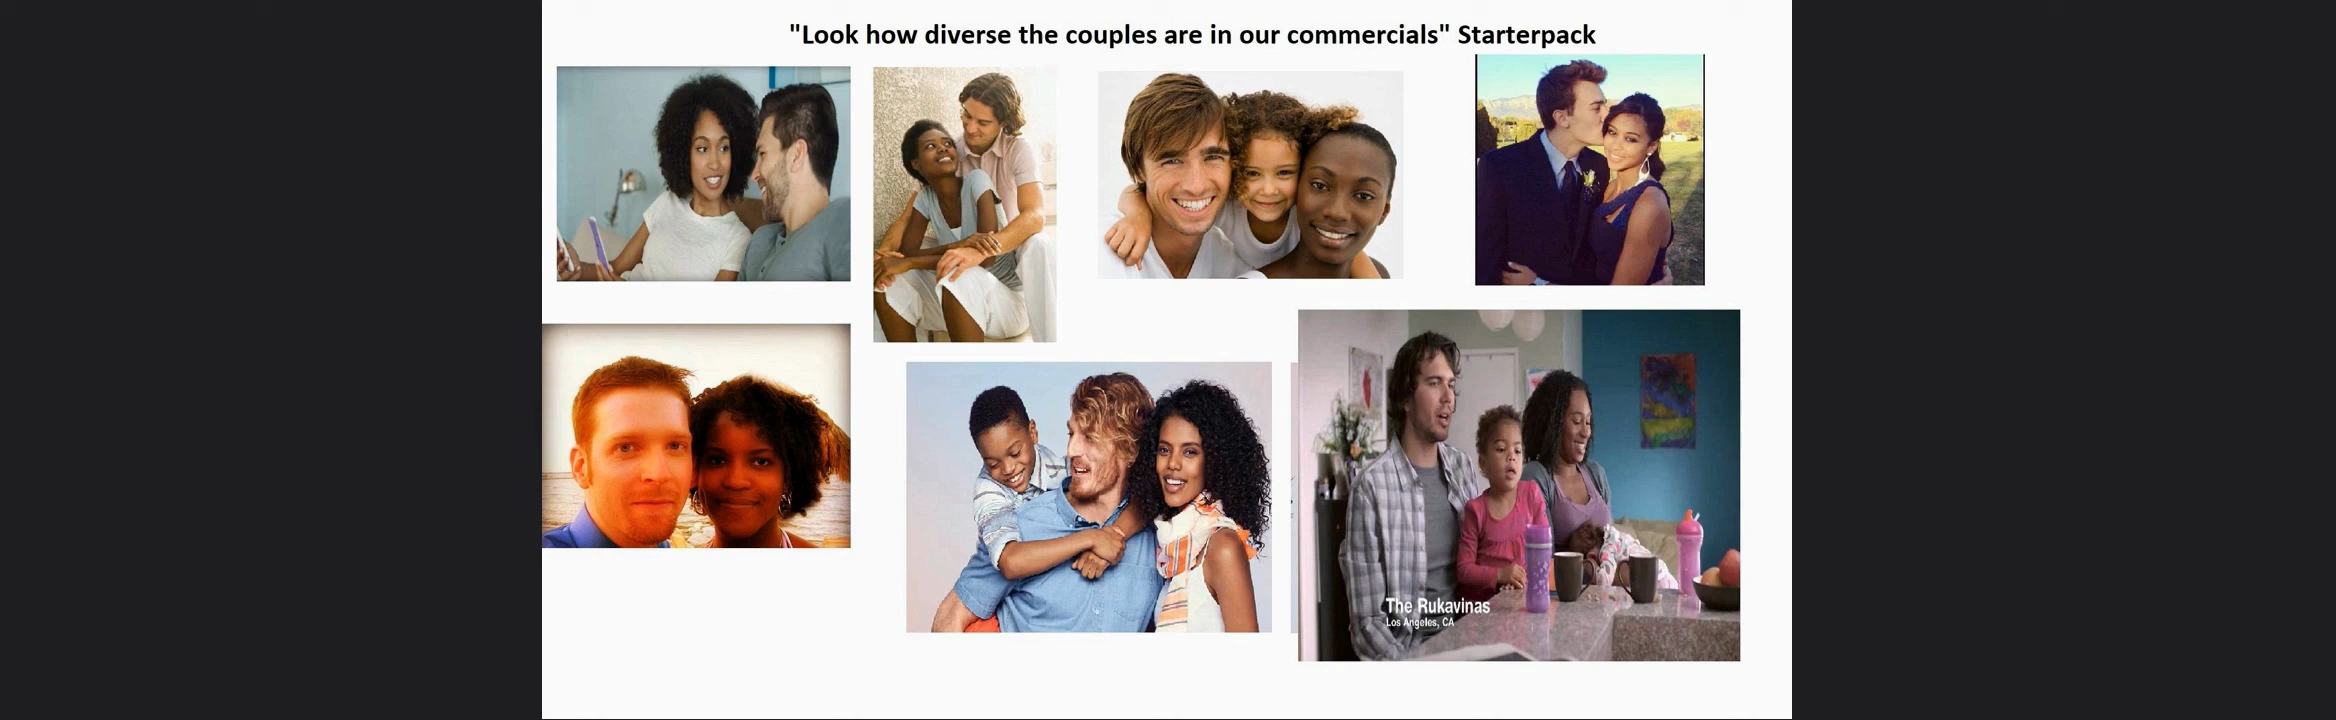 "Look how diverse the couples are in our commercials" Starterpack
The Rukavinas
Los Angeles, CA